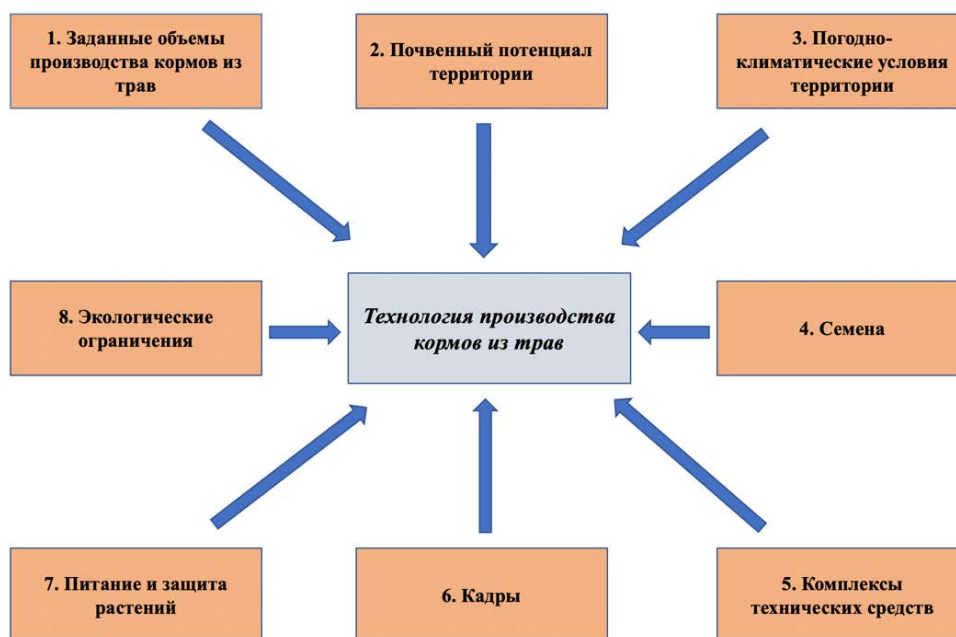 1. Заданные объемы
производства кормов из
трав
2. Почвенный потенциал
территории
3. Погодно-
климатические условия
территории
8. Экологические
ограничения
Технология производства
кормов из трав
4. Семена
7. Питание и защита
растений
6. Кадры
5. Комплексы
технических средств